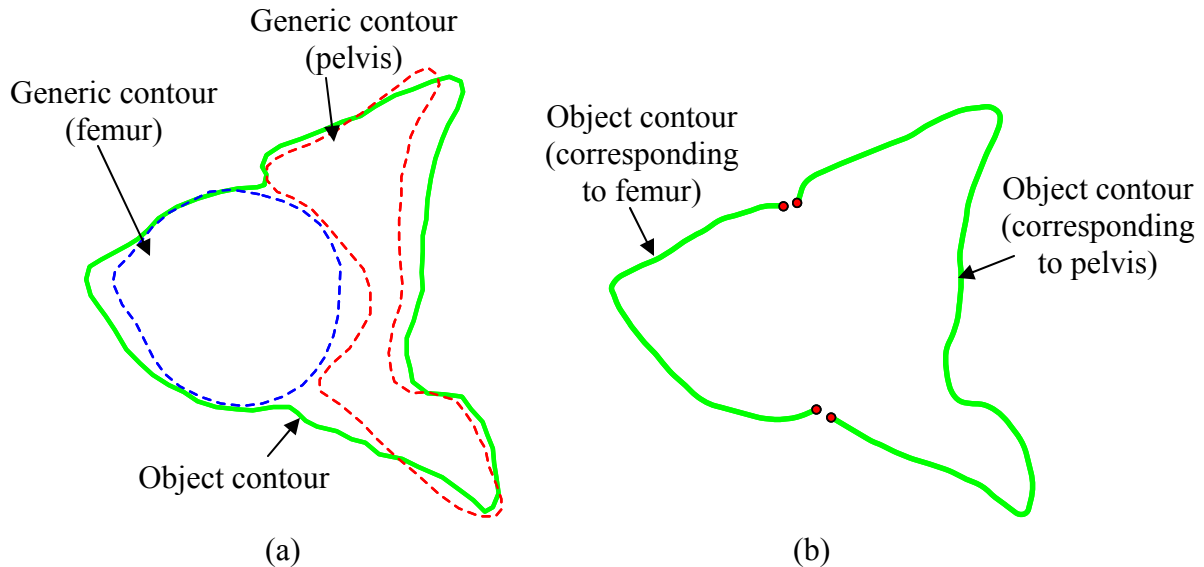 Generic contour
(pelvis)
Generic contour
(femur)
Object contour
(a)
Object contour
(corresponding
to femur)
Object contour
(corresponding
to pelvis)
(b)